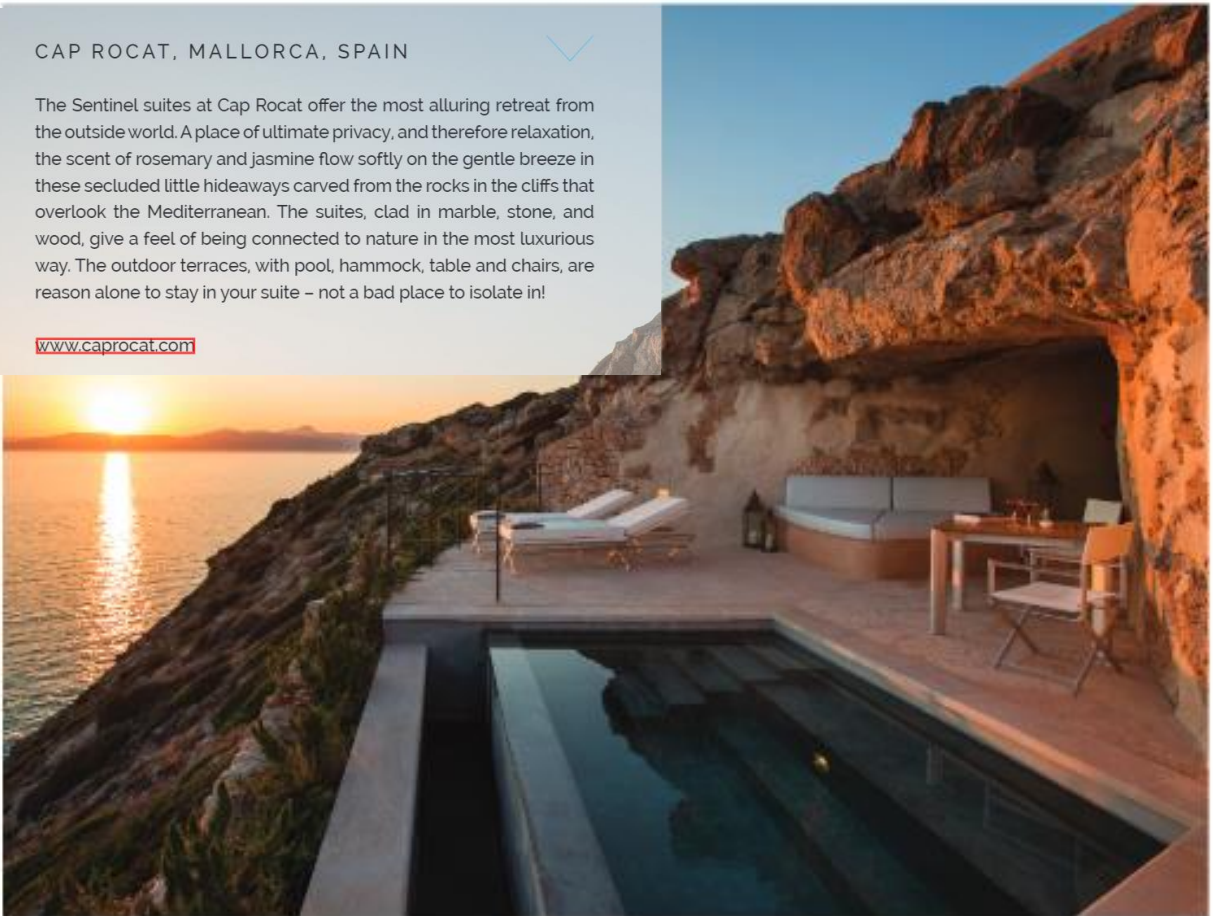 CAP ROCAT, MALLORCA, SPAIN
The Sentinel suites at Cap Rocat offer the most alluring retreat from
the outside world. A place of ultimate privacy, and therefore relaxation,
the scent of rosemary and jasmine flow softly on the gentle breeze in
these secluded little hideaways carved from the rocks in the cliffs that
overlook the Mediterranean. The suites, clad in marble, stone, and
wood, give a feel of being connected to nature in the most luxurious
way. The outdoor terraces, with pool, hammock, table and chairs, are
reason alone to stay in your suite – not a bad place to isolate in!
www.caprocat.com